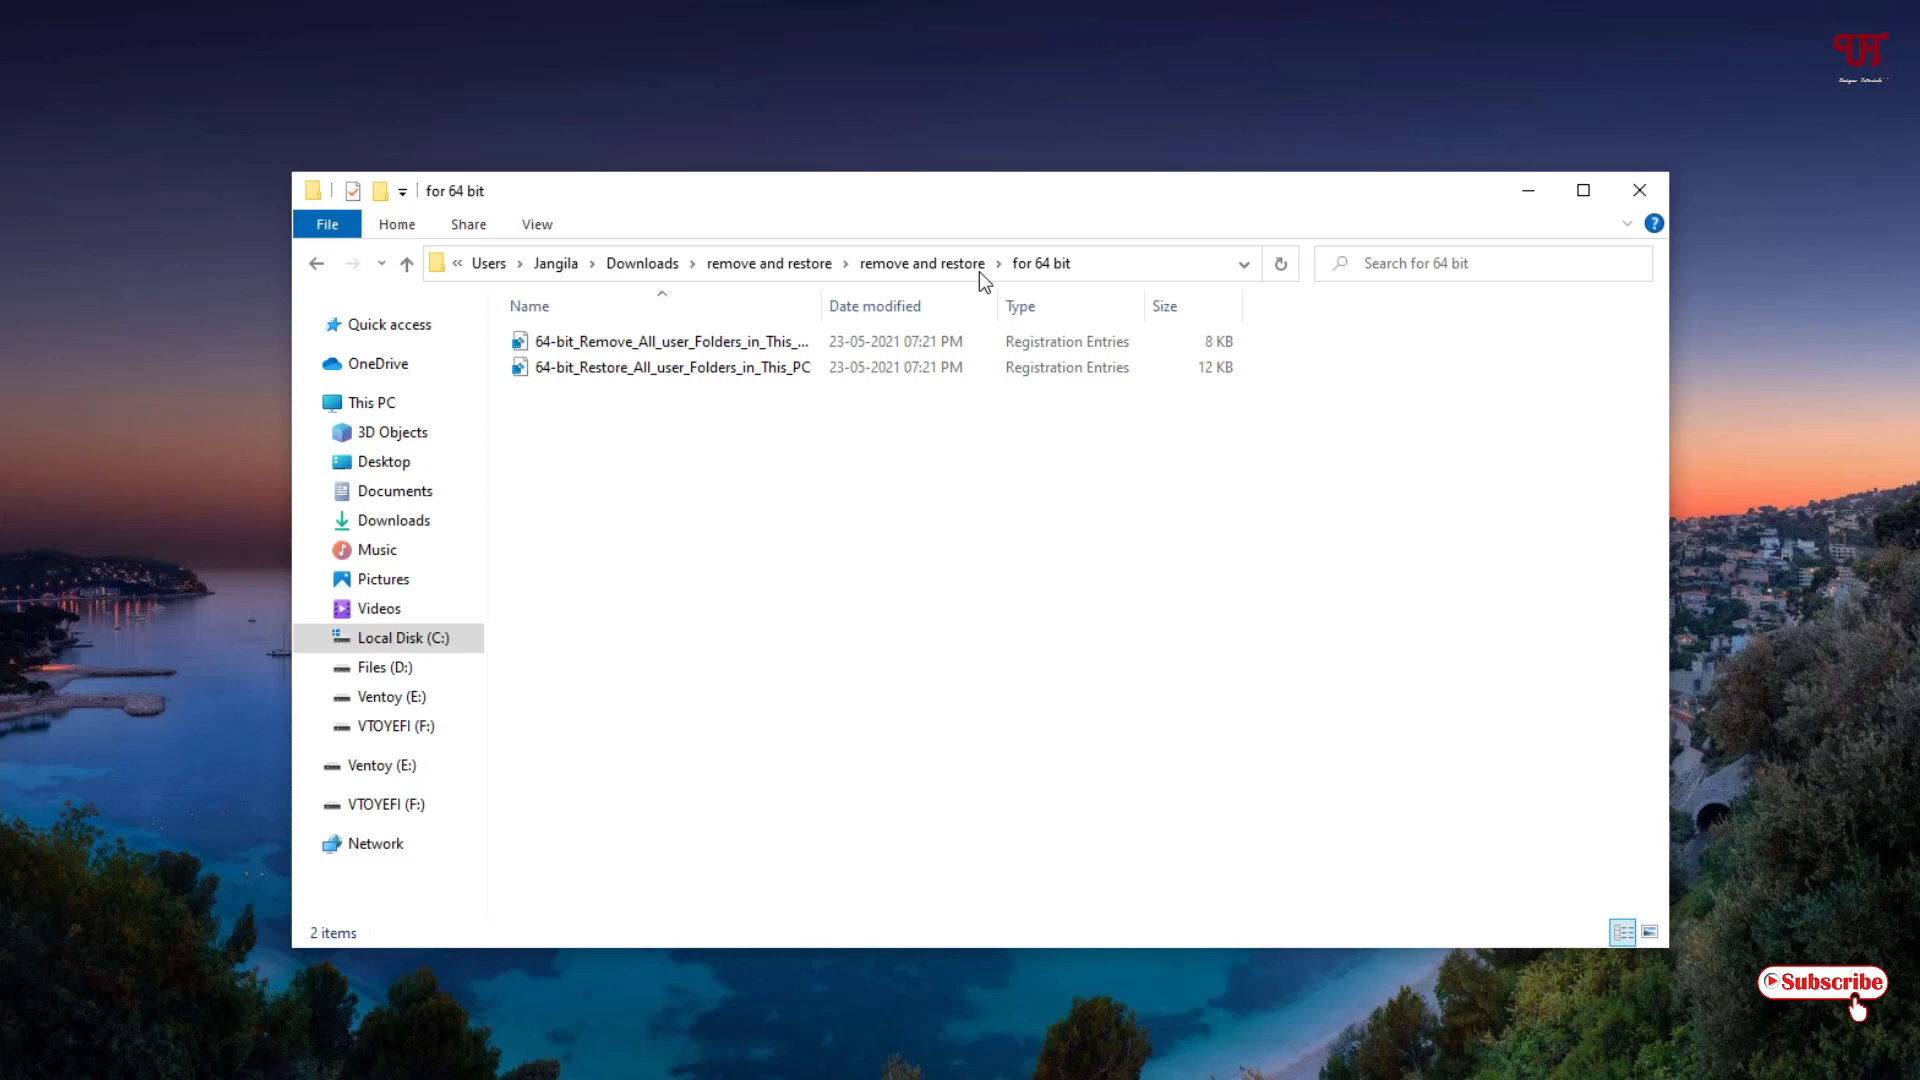 UT
Unique Tutorials
for 64 bit
File Home Share View
« Users > Jangila > Downloads > remove and restore > remove and restore > for 64 bit
Search for 64 bit
Name Date modified Type Size
64-bit_Remove_All_user_Folders_in_This_... 23-05-2021 07:21 PM Registration Entries 8 KB
64-bit_Restore_All_user_Folders_in_This_PC 23-05-2021 07:21 PM Registration Entries 12 KB
Quick access
OneDrive
This PC
3D Objects
Desktop
Documents
Downloads
Music
Pictures
Videos
Local Disk (C:)
Files (D:)
Ventoy (E:)
VTOYEFI (F:)
Ventoy (E:)
VTOYEFI (F:)
Network
2 items
Subscribe